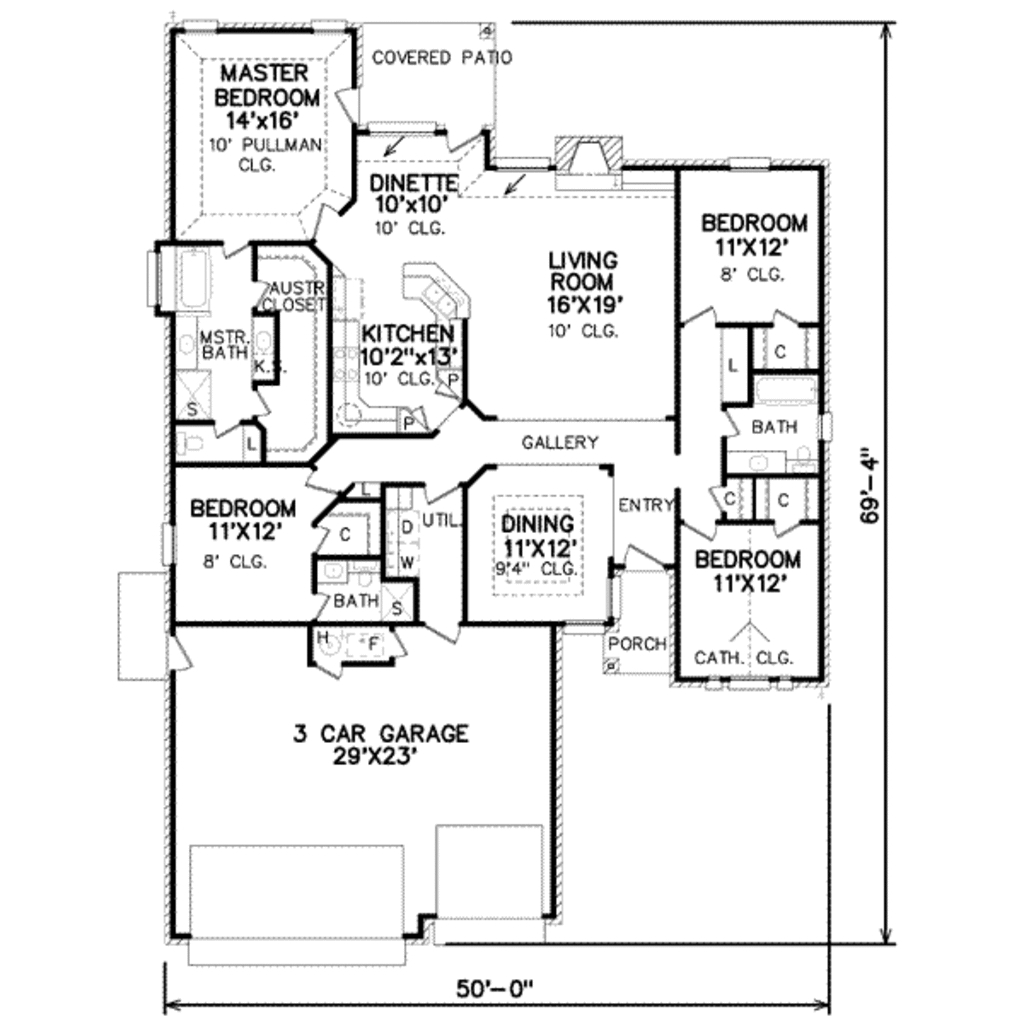 COVERED PATIO
MASTER
BEDROOM
14'x16'
10' PULLMAN
CLG.
DINETTE
10'x10'
10' CLG.
BEDROOM
11'X12'
8' CLG.
LIVING
ROOM
16'X19'
10' CLG.
AUSTR
CLOSET
MSTR.
BATH
K.S.
S
L
KITCHEN
10'2"x13'
10' CLG.
P
P
L
C
BATH
C
C
GALLERY
ENTRY
BEDROOM
11'X12'
8' CLG.
L
C
D
W
UTIL.
BATH
S
DINING
11'X12'
9'4" CLG.
BEDROOM
11'X12'
CATH. CLG.
PORCH
H
F
3 CAR GARAGE
29'X23'
69'-4"
50'-0"